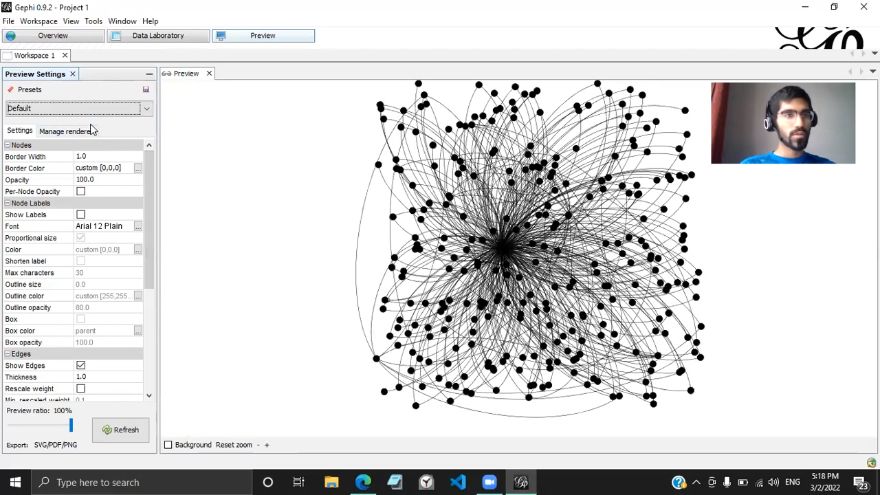 Gephi 0.9.2 - Project 1
File Workspace View Tools Window Help
Overview Data Laboratory Preview
Workspace 1
Preview Settings
Presets
Default
Settings Manage renderers
Nodes
Border Width 1.0
Border Color custom [0,0,0] ...
Opacity 100.0
Per-Node Opacity
Node Labels
Show Labels
Font Arial 12 Plain ...
Proportional size
Color custom [0,0,0] ...
Shorten label
Max characters 30
Outline size 0.0
Outline color custom [255,255... ...
Outline opacity 80.0
Box
Box color parent ...
Box opacity 100.0
Edges
Show Edges
Thickness 1.0
Rescale weight
Min. rescaled weight 0.1
Preview ratio: 100%
Refresh
Export: SVG/PDF/PNG
Preview
Background Reset zoom - +
Type here to search
ENG
5:18 PM
3/2/2022
23